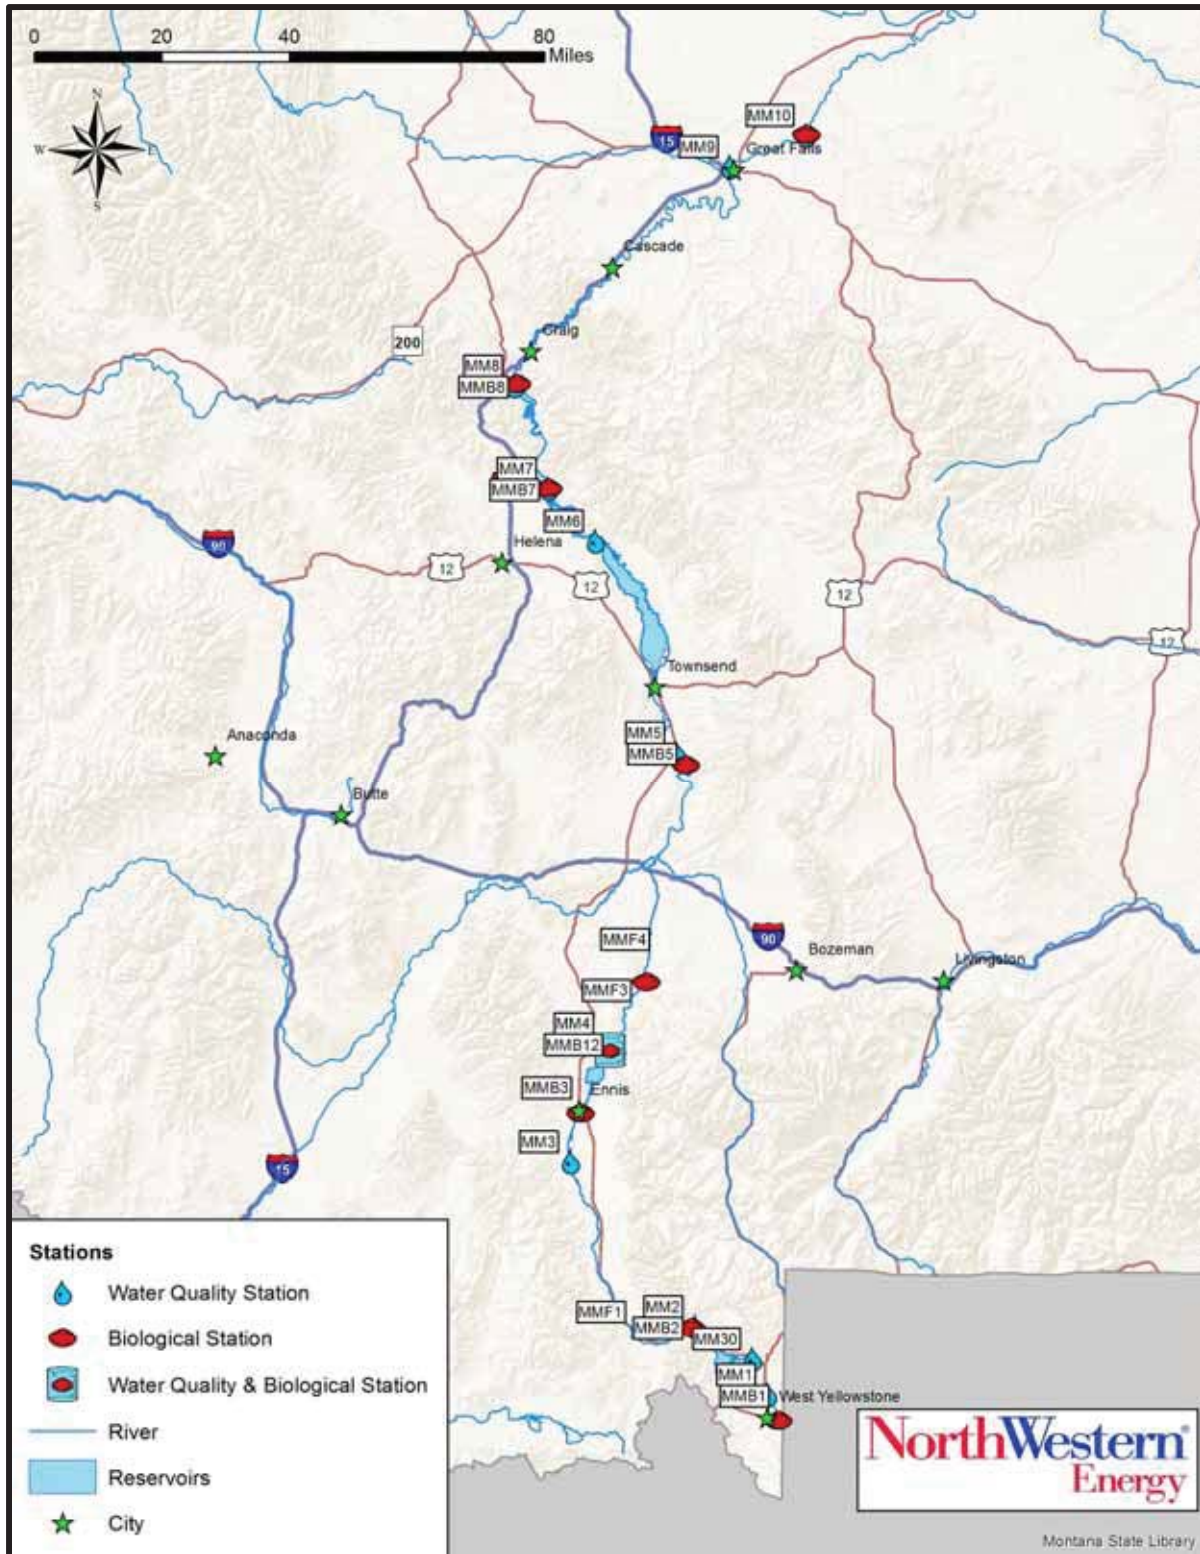 0 20 40 80
Miles
N
W E
S
MM10
15
MM9
Great Falls
Cascade
200
Craig
MM8
MMB8
MM7
MMB7
MM6
90
Helena
12
12
12
12
Townsend
MM5
Anaconda
MMB5
Butte
MMF4
90
Bozeman
Livingston
MMF3
MM4
MMB12
MMB3
Ennis
MM3
15
MMF1
MM2
MMB2
MM30
MM1
MMB1
West Yellowstone
Stations
Water Quality Station
Biological Station
Water Quality & Biological Station
River
Reservoirs
City
NorthWestern®
Energy
Montana State Library